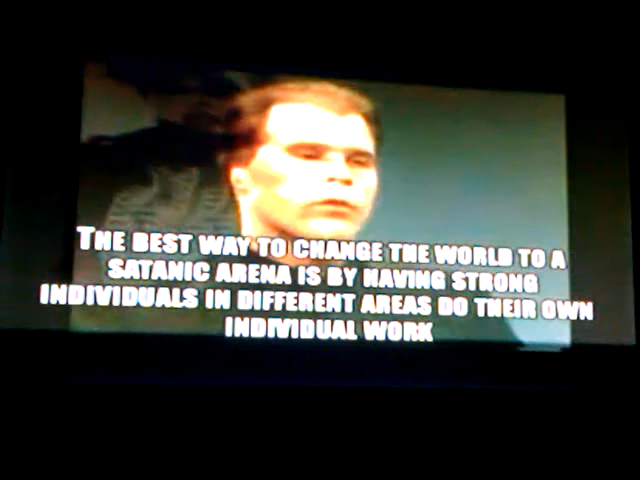 THE BEST WAY TO CHANGE THE WORLD TO A
SATANIC ARENA IS BY HAVING STRONG
INDIVIDUALS IN DIFFERENT AREAS DO THEIR OWN
INDIVIDUAL WORK